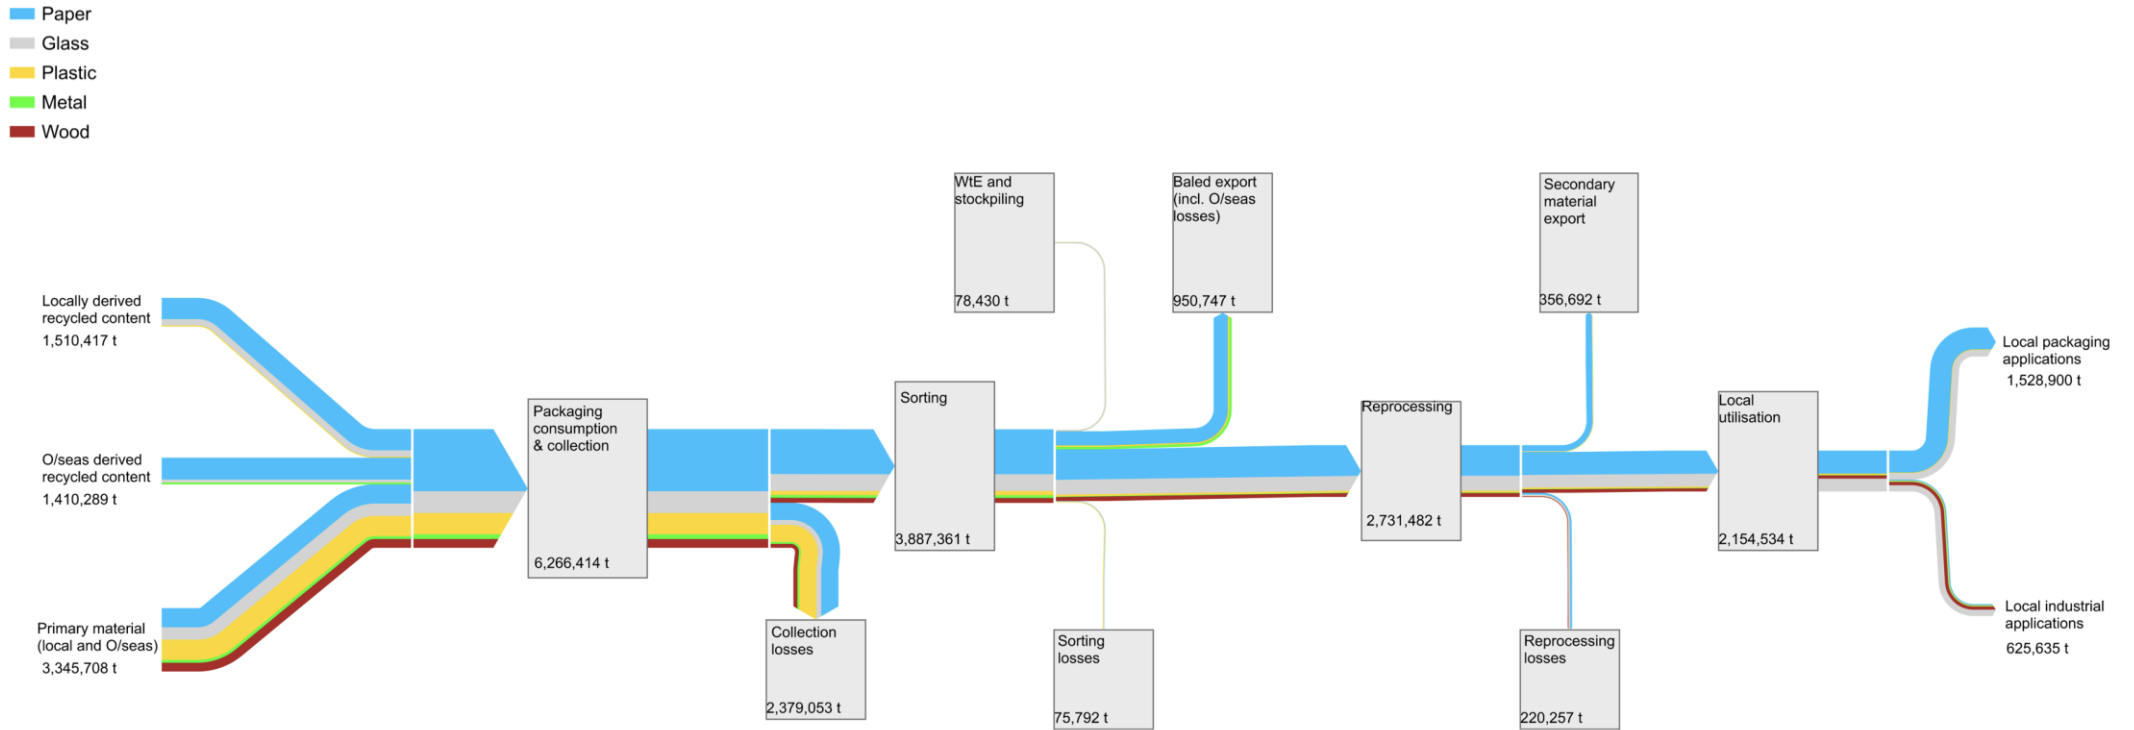 Paper
Glass
Plastic
Metal
Wood
WtE and
stockpiling
78,430 t
Baled export
(incl. O/seas
losses)
950,747 t
Secondary
material
export
356,692 t
Locally derived
recycled content
1,510,417 t
O/seas derived
recycled content
1,410,289 t
Primary material
(local and O/seas)
3,345,708 t
Packaging
consumption
& collection
6,266,414 t
Sorting
3,887,361 t
Reprocessing
2,731,482 t
Local
utilisation
2,154,534 t
Local packaging
applications
1,528,900 t
Local industrial
applications
625,635 t
Collection
losses
2,379,053 t
Sorting
losses
75,792 t
Reprocessing
losses
220,257 t